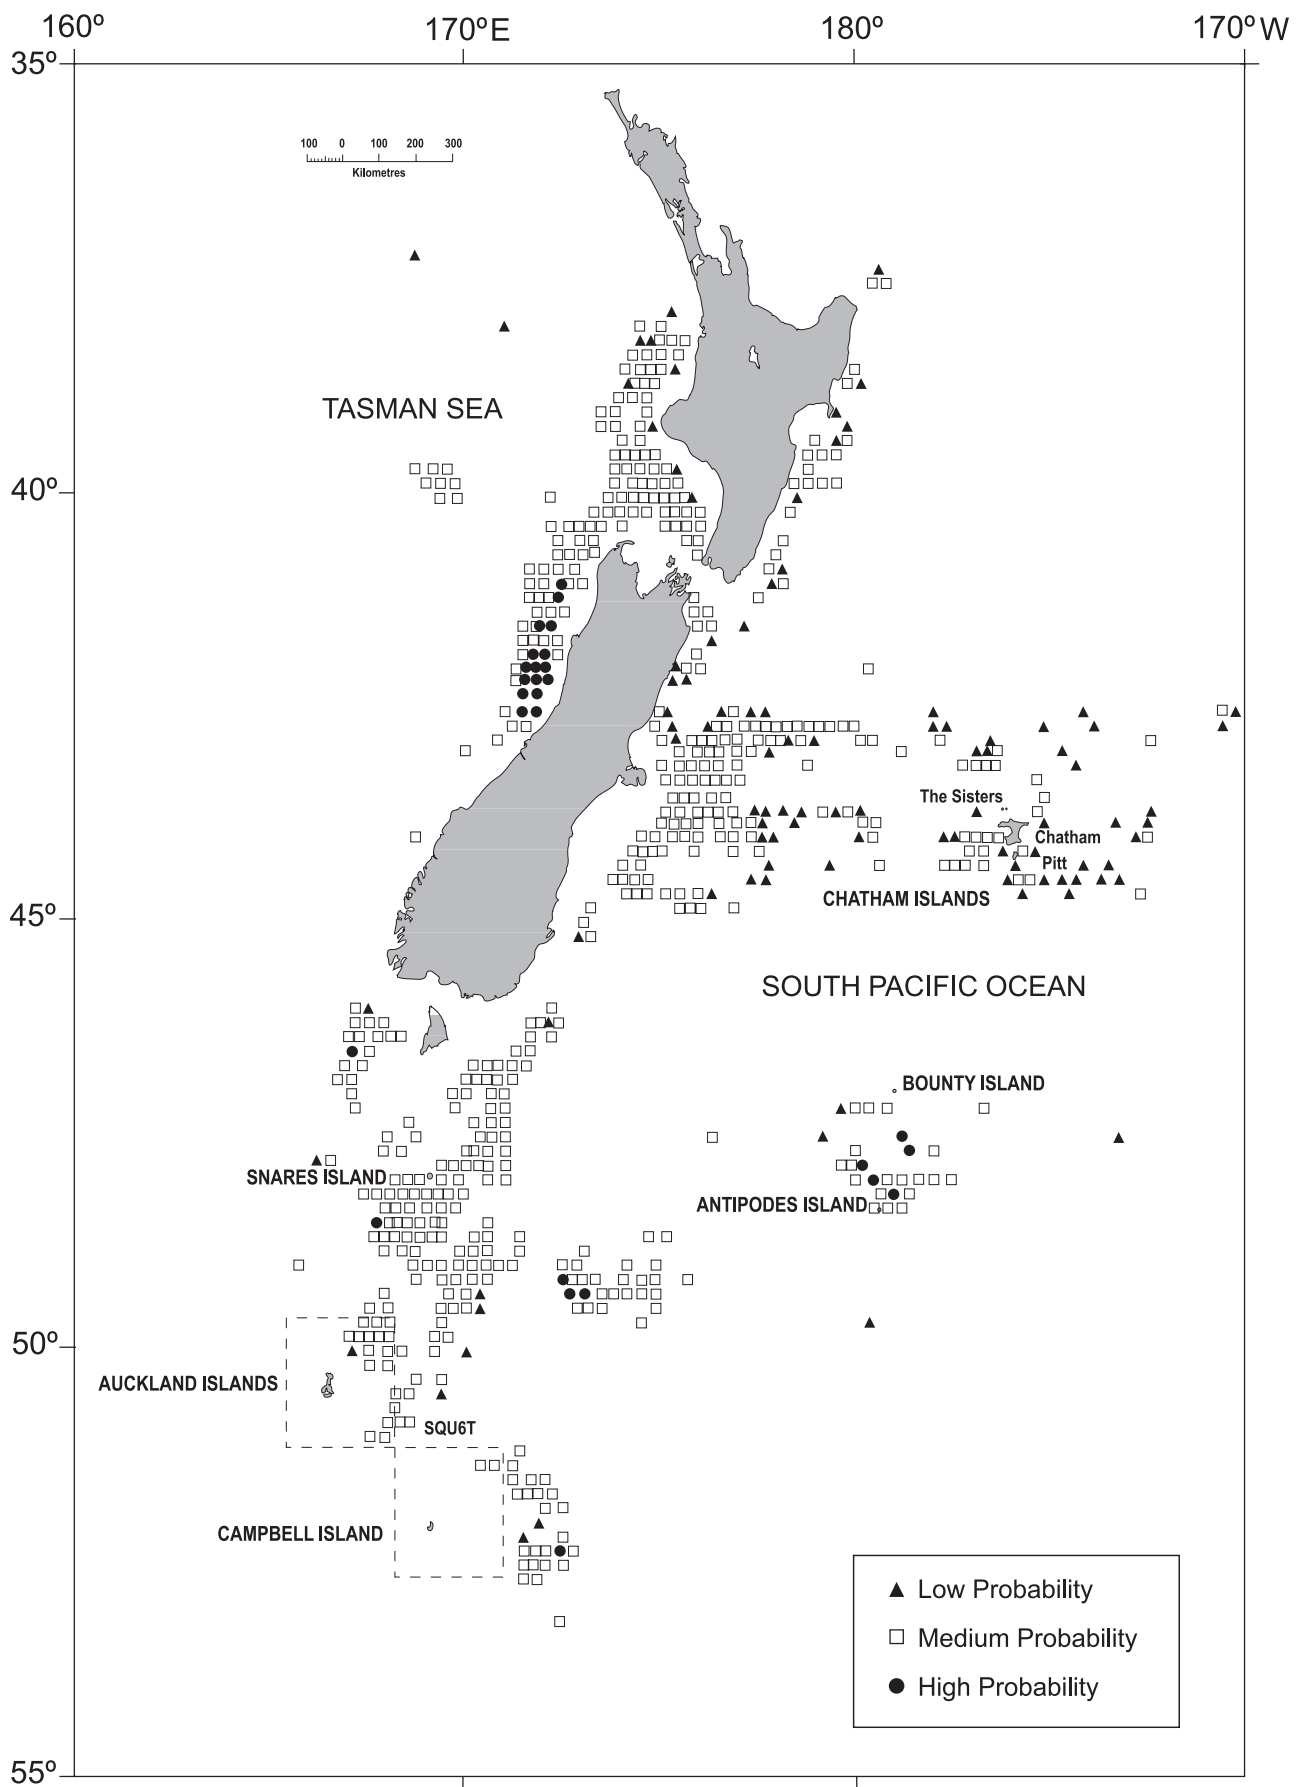 160º 170ºE 180º 170ºW
35º
100 0 100 200 300
Kilometres
TASMAN SEA
40º
The Sisters
Chatham
Pitt
CHATHAM ISLANDS
45º
SOUTH PACIFIC OCEAN
BOUNTY ISLAND
SNARES ISLAND
ANTIPODES ISLAND
50º
AUCKLAND ISLANDS
SQU6T
CAMPBELL ISLAND
Low Probability
Medium Probability
High Probability
55º